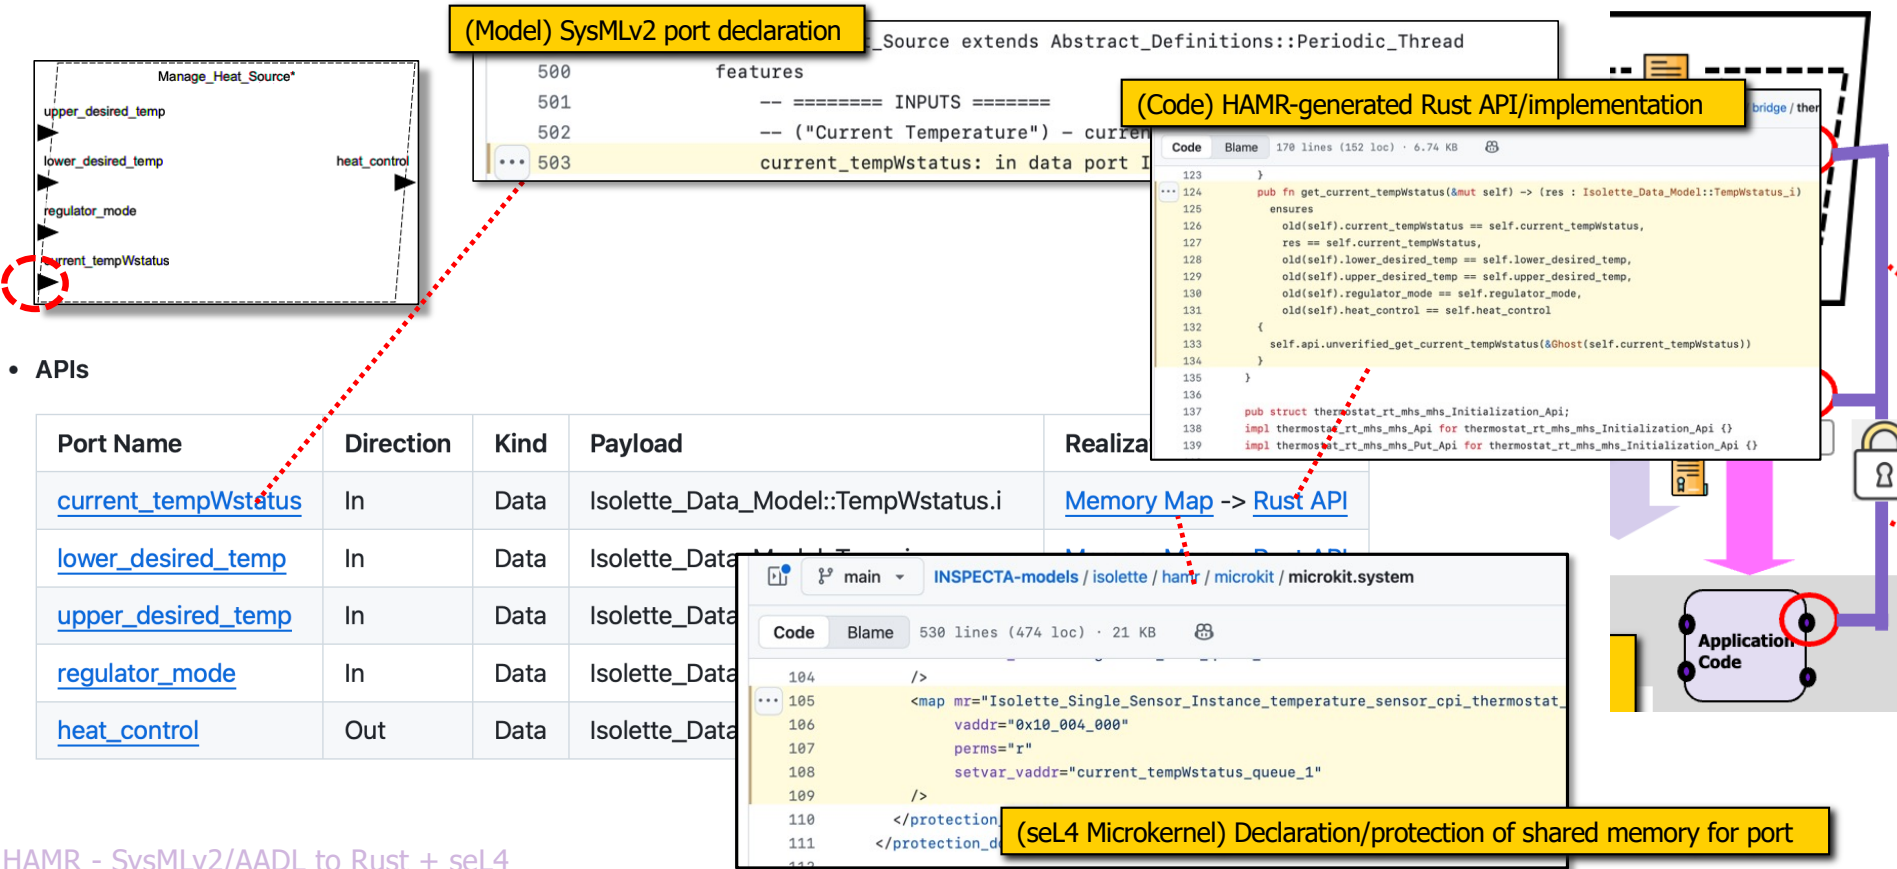 (Model) SysMLv2 port declaration
_Source extends Abstract_Definitions::Periodic_Thread
500 features
501 -- ======== INPUTS =======
502 -- ("Current Temperature") - curren
503 current_tempWstatus: in data port I
Manage_Heat_Source*
upper_desired_temp
lower_desired_temp
heat_control
regulator_mode
current_tempWstatus
(Code) HAMR-generated Rust API/implementation
bridge / ther
Code Blame 170 lines (152 loc) · 6.74 KB
123 }
124 pub fn get_current_tempWstatus(&mut self) -> (res : Isolette_Data_Model::TempWstatus_i)
125 ensures
126 old(self).current_tempWstatus == self.current_tempWstatus,
127 res == self.current_tempWstatus,
128 old(self).lower_desired_temp == self.lower_desired_temp,
129 old(self).upper_desired_temp == self.upper_desired_temp,
130 old(self).regulator_mode == self.regulator_mode,
131 old(self).heat_control == self.heat_control
132 {
133 self.api.unverified_get_current_tempWstatus(&Ghost(self.current_tempWstatus))
134 }
135 }
136
137 pub struct thermostat_rt_mhs_mhs_Initialization_Api;
138 impl thermostat_rt_mhs_mhs_Api for thermostat_rt_mhs_mhs_Initialization_Api {}
139 impl thermostat_rt_mhs_mhs_Put_Api for thermostat_rt_mhs_mhs_Initialization_Api {}
• APIs
Port Name Direction Kind Payload Realizat
current_tempWstatus In Data Isolette_Data_Model::TempWstatus.i Memory Map -> Rust API
lower_desired_temp In Data Isolette_Data
upper_desired_temp In Data Isolette_Data
regulator_mode In Data Isolette_Data
heat_control Out Data Isolette_Data
main INSPECTA-models / isolette / hamr / microkit / microkit.system
Code Blame 530 lines (474 loc) · 21 KB
104 />
105 <map mr="Isolette_Single_Sensor_Instance_temperature_sensor_cpi_thermostat_
106 vaddr="0x10_004_000"
107 perms="r"
108 setvar_vaddr="current_tempWstatus_queue_1"
109 />
110 </protection_
111 </protection_do
(seL4 Microkernel) Declaration/protection of shared memory for port
Application
Code
HAMR - SysMLv2/AADL to Rust + seL4